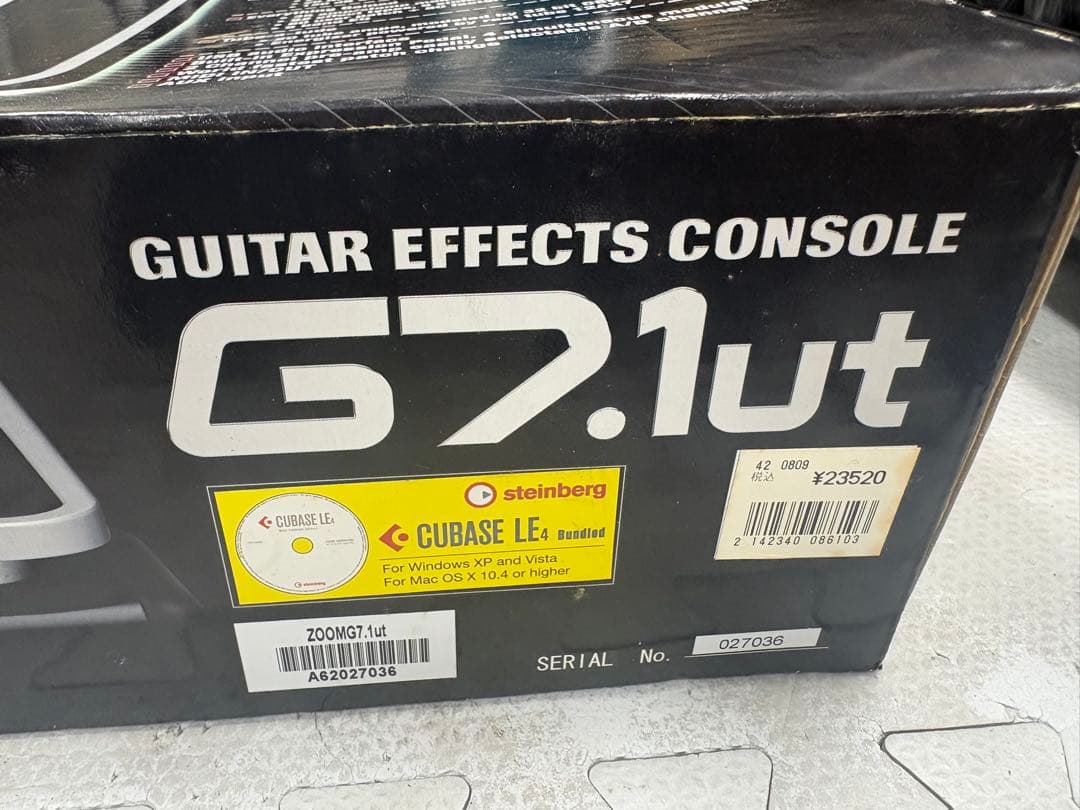 GUITAR EFFECTS CONSOLE
G7.1ut
steinberg
CUBASE LE4
CUBASE LE4 Bundled
For Windows XP and Vista
For Mac OS X 10.4 or higher
steinberg
42 0809
税込 ¥23520
2 142340 086103
ZOOMG7.1ut
A62027036
SERIAL No. 027036